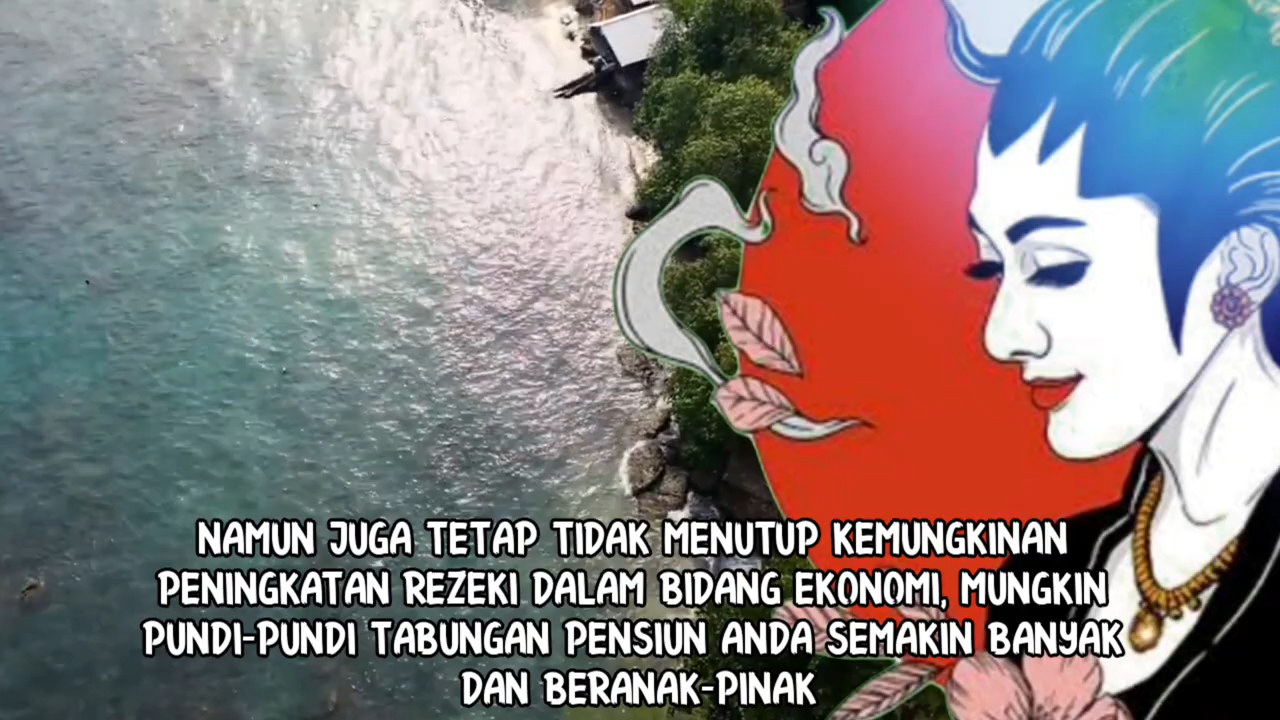 NAMUN JUGA TETAP TIDAK MENUTUP KEMUNGKINAN
PENINGKATAN REZEKI DALAM BIDANG EKONOMI, MUNGKIN
PUNDI-PUNDI TABUNGAN PENSIUN ANDA SEMAKIN BANYAK
DAN BERANAK-PINAK